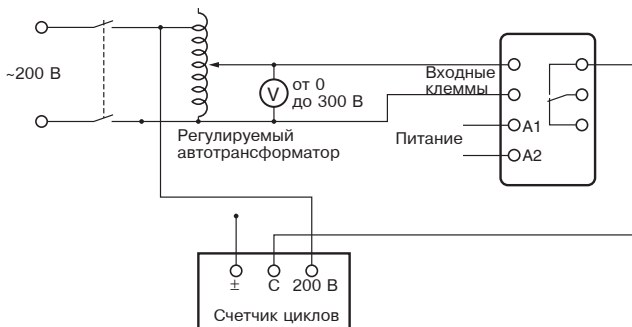 ~200 В
V
от 0
до 300 В
Входные
клеммы
Регулируемый
автотрансформатор
Питание
A1
A2
± C 200 В
Счетчик циклов